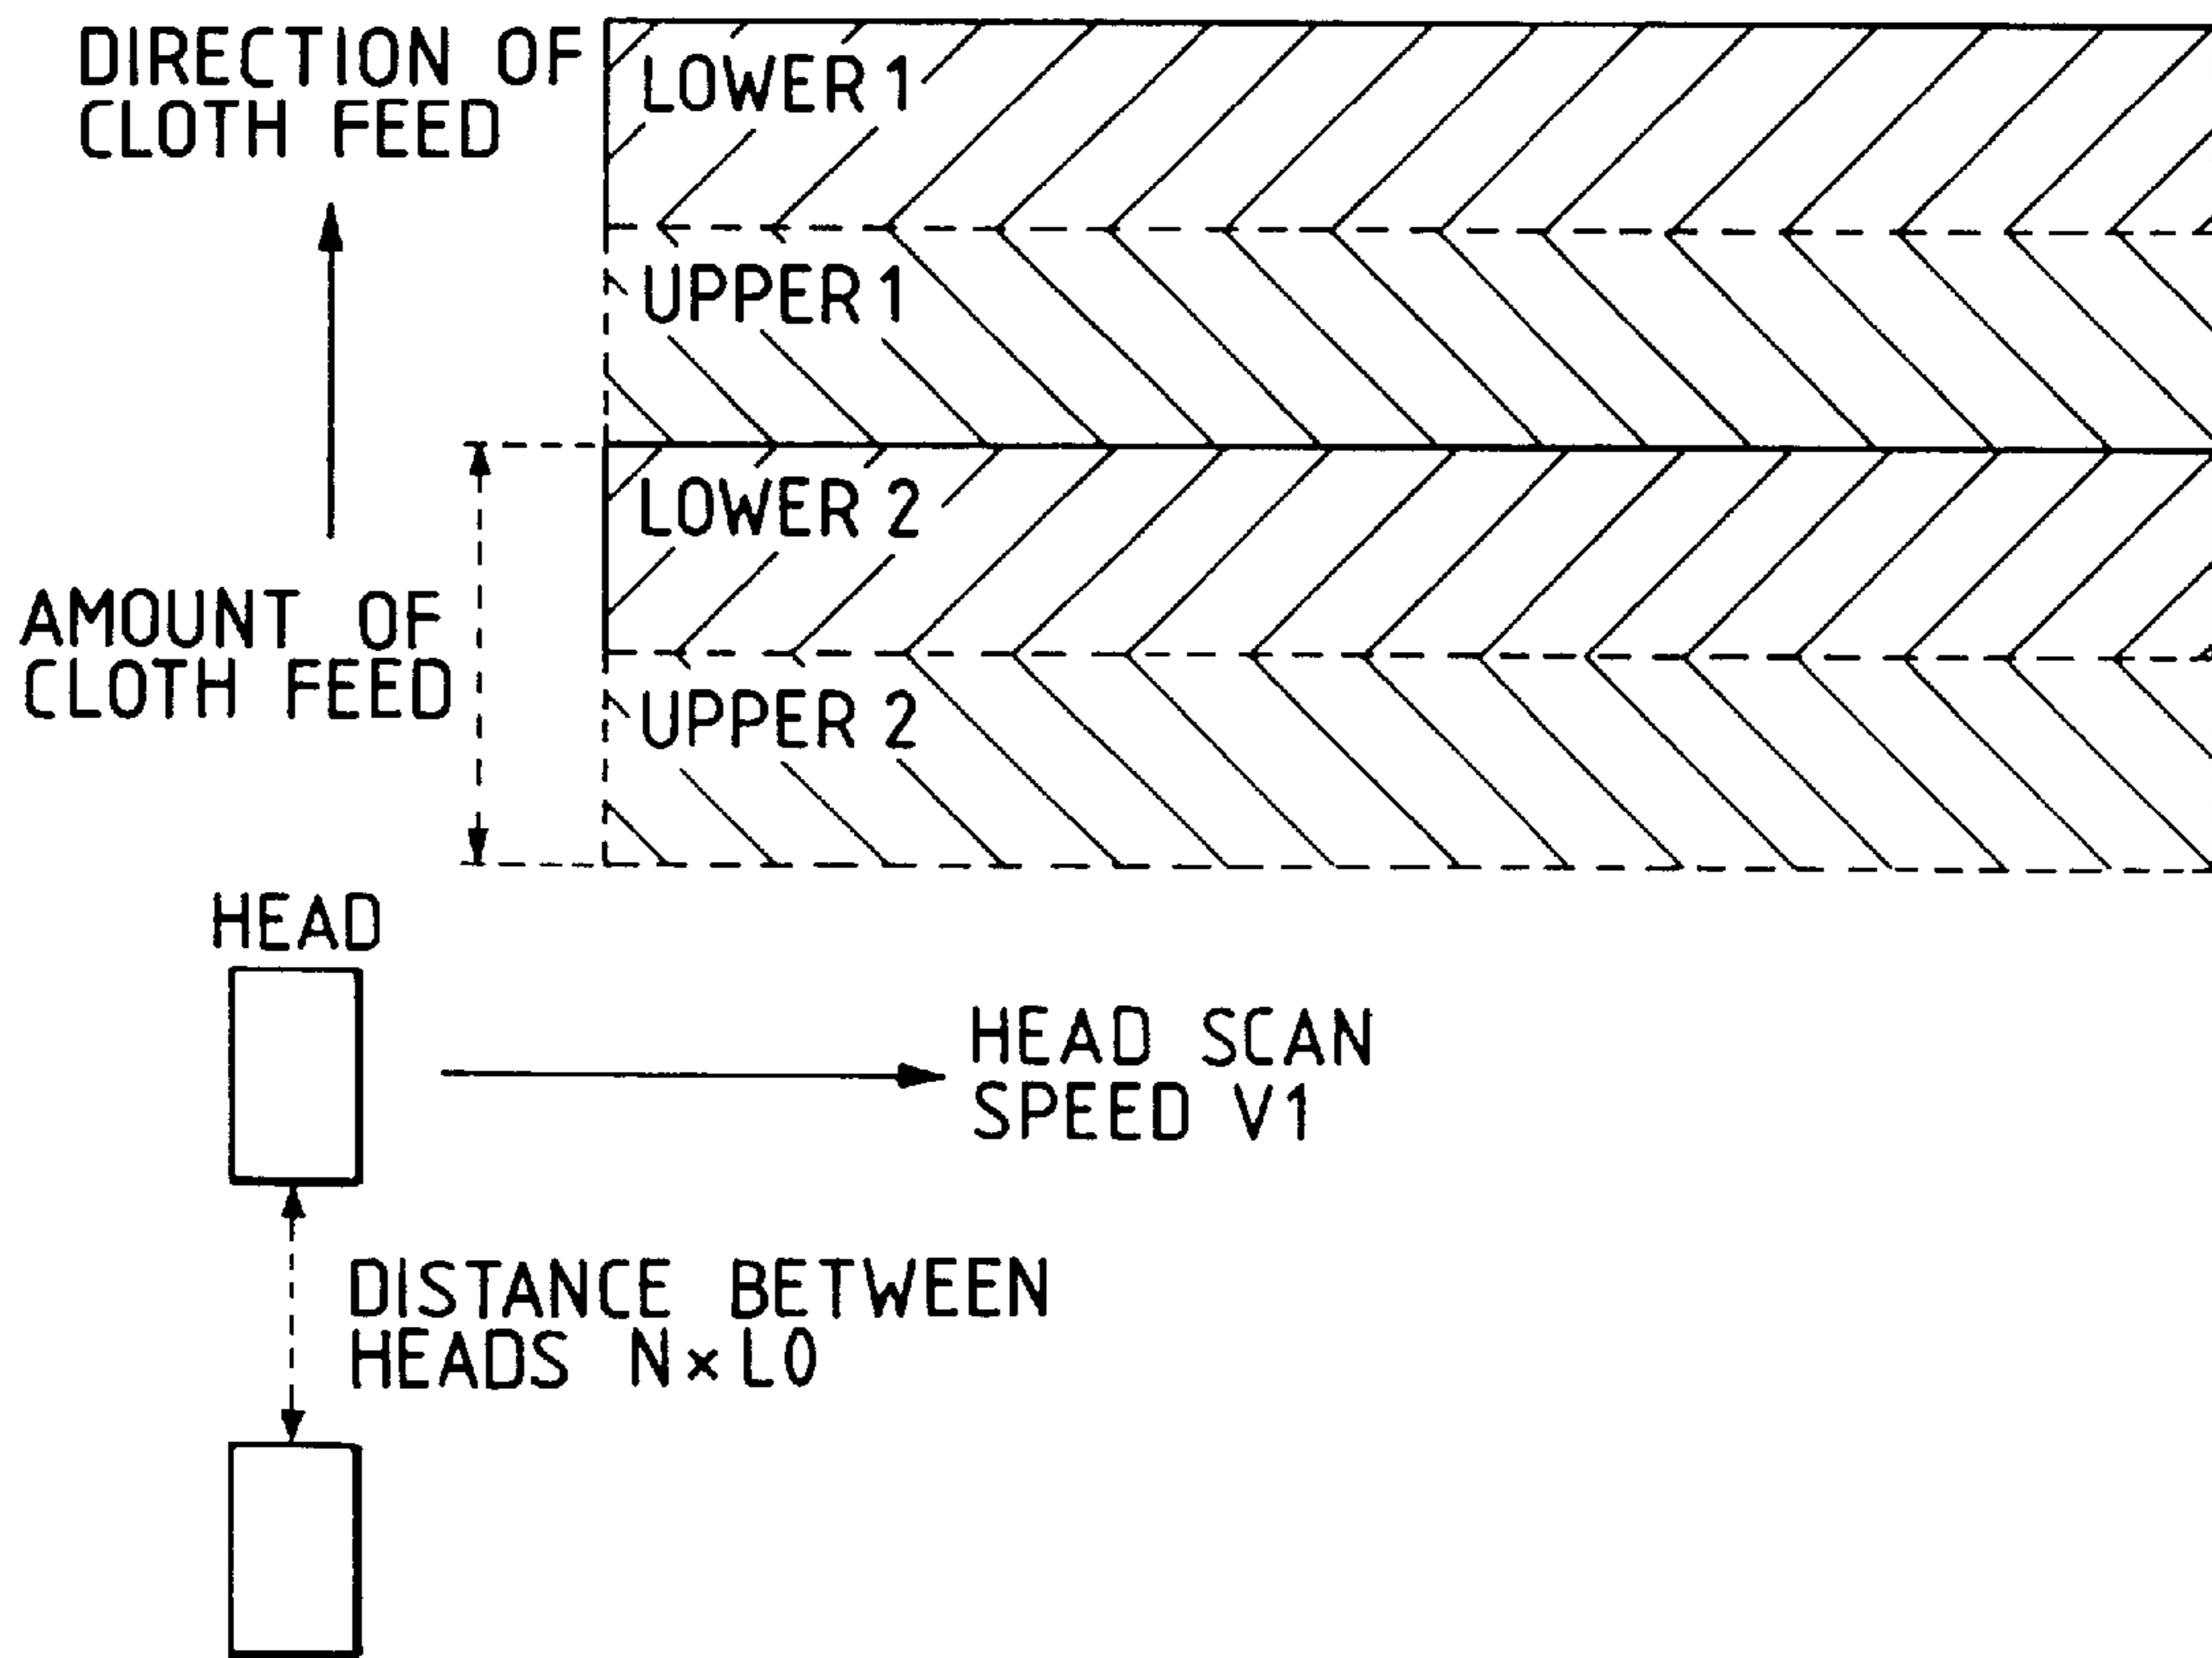 DIRECTION OF
CLOTH FEED
LOWER 1
UPPER 1
LOWER 2
AMOUNT OF
CLOTH FEED
UPPER 2
HEAD
HEAD SCAN
SPEED V1
DISTANCE BETWEEN
HEADS N×L0